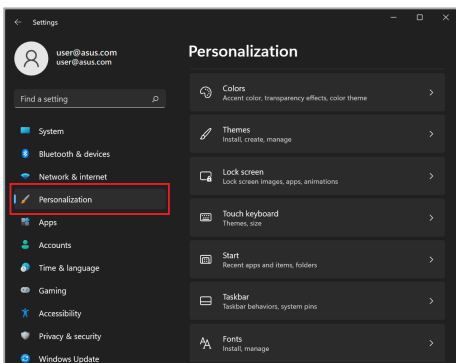 Settings
user@asus.com
user@asus.com
Find a setting
System
Bluetooth & devices
Network & internet
Personalization
Apps
Accounts
Time & language
Gaming
Accessibility
Privacy & security
Windows Update
Personalization
Colors
Accent color, transparency effects, color theme
Themes
Install, create, manage
Lock screen
Lock screen images, apps, animations
Touch keyboard
Themes, size
Start
Recent apps and items, folders
Taskbar
Taskbar behaviors, system pins
Fonts
Install, manage